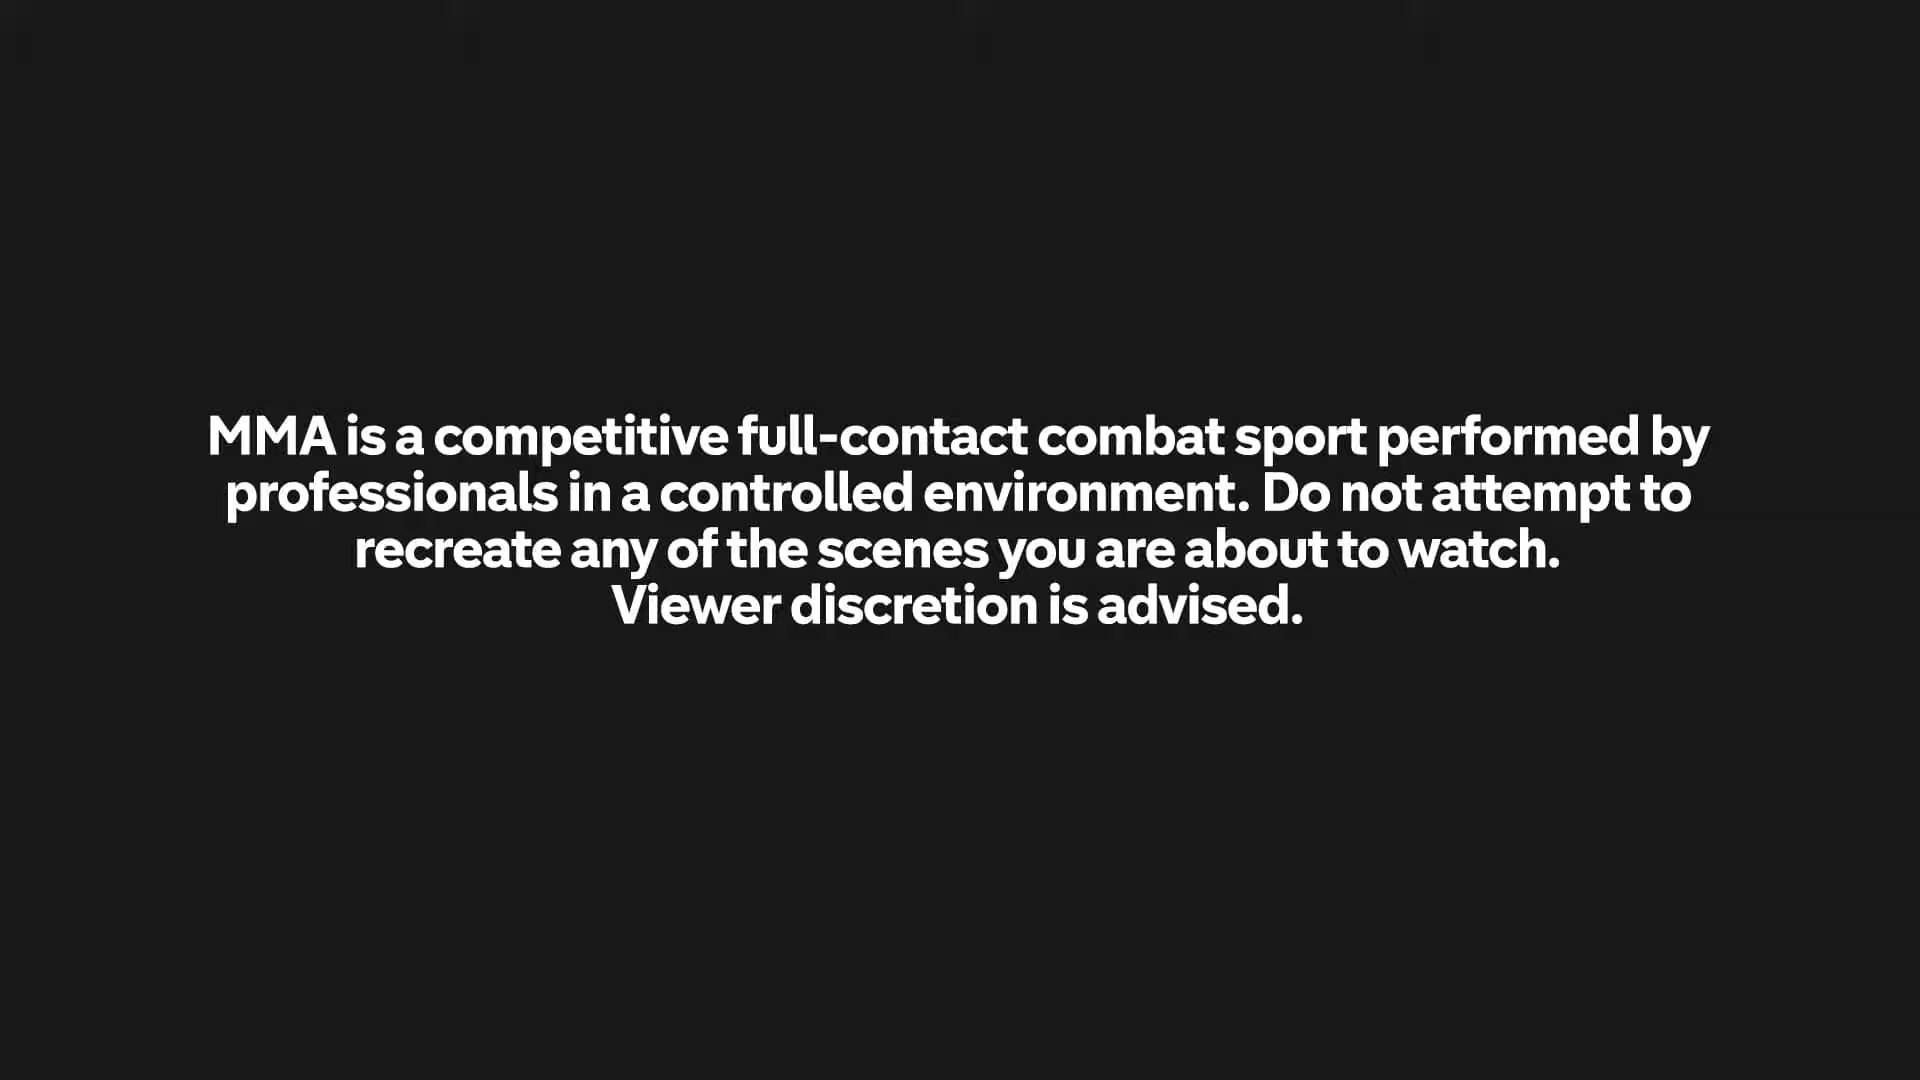 MMA is a competitive full-contact combat sport performed by
professionals in a controlled environment. Do not attempt to
recreate any of the scenes you are about to watch.
Viewer discretion is advised.